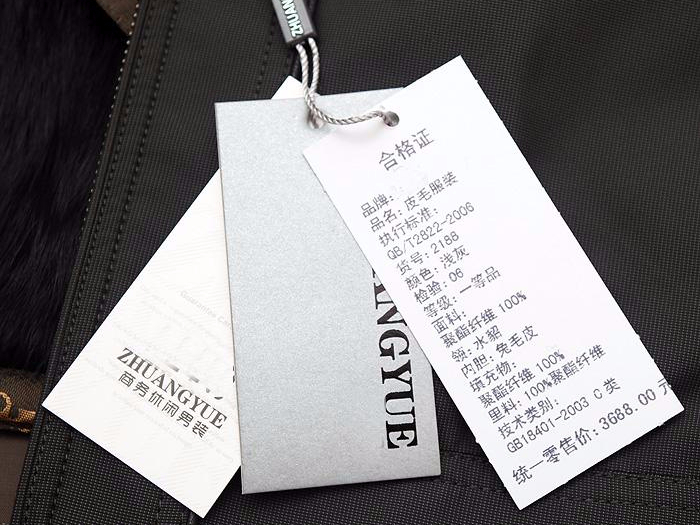 ZHUAN
合格证
品牌:
品名: 皮毛服装
执行标准:
QB/T2822-2006
货号: 2188
颜色: 浅灰
检验: 06
等级: 一等品
面料:
聚酯纤维 100%
领: 水貂
内胆: 兔毛皮
填充物:
聚酯纤维 100%
里料: 100%聚酯纤维
技术类别:
GB18401-2003 C 类
统一零售价: 3688.00 元
ANGYUE
ZHUANGYUE
商务休闲男装